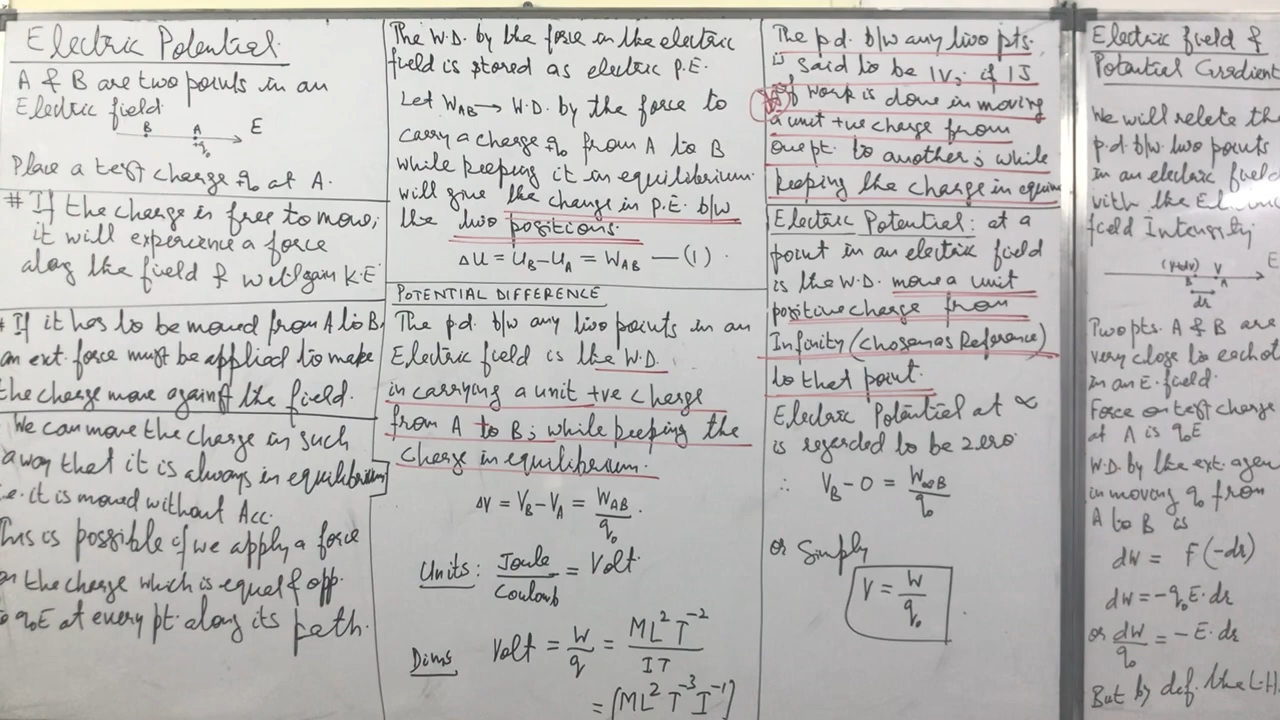 Electric Potential.
A & B are two points in an
Electric field
B A E
q₀
Place a test charge q₀ at A.
# If the charge is free to move;
it will experience a force
along the field & will gain K.E
# If it has to be moved from A to B,
an ext. force must be applied to make
the charge move against the field.
We can move the charge in such
a way that it is always in equilibrium
i.e. it is moved without Acc.
This is possible if we apply a force
on the charge which is equal & opp.
to q₀E at every pt. along its path.
The W.D. by the force in the electric
field is stored as electric P.E.
Let W_AB → W.D. by the force to
carry a charge q₀ from A to B
while keeping it in equilibrium.
will give the change in P.E. b/w
the two positions.
ΔU = U_B - U_A = W_AB — (1).
POTENTIAL DIFFERENCE
The p.d. b/w any two points in an
Electric field is the W.D.
in carrying a unit +ve charge
from A to B; while keeping the
charge in equilibrium.
ΔV = V_B - V_A = W_AB / q₀.
Units: Joule / Coulomb = Volt
Dims Volt = W / q = ML²T⁻² / IT
= [ML²T⁻³I⁻¹]
The p.d. b/w any two pts.
is said to be 1V; if 1J
of work is done in moving
a unit +ve charge from
one pt. to another; while
keeping the charge in equim
Electric Potential: at a
point in an electric field
is the W.D. move a unit
positive charge from
Infinity (chosen as Reference)
to that point.
Electric Potential at ∝
is regarded to be zero
∴ V_B - 0 = W_∞B / q₀
or Simply
V = W / q₀
Electric field &
Potential Gradient
We will relate the
p.d. b/w two points
in an electric field
with the Electric
field Intensity
(V+dv) V E
B A
dr
Two pts. A & B are
very close to each ot
in an E. field.
Force on test charge
at A is q₀E
W.D. by the ext. agen
in moving q₀ from
A to B is
dW = F(-dr)
dW = -q₀E.dr
or dW / q₀ = -E.dr
But by def. the L.H.